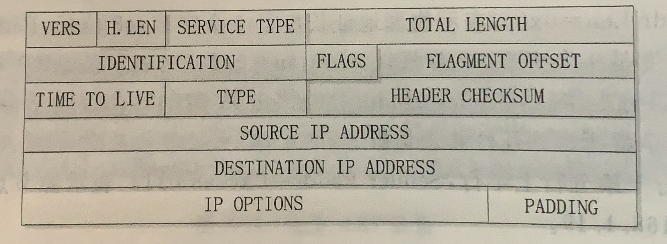 VERS H. LEN SERVICE TYPE TOTAL LENGTH
IDENTIFICATION FLAGS FLAGMENT OFFSET
TIME TO LIVE TYPE HEADER CHECKSUM
SOURCE IP ADDRESS
DESTINATION IP ADDRESS
IP OPTIONS PADDING